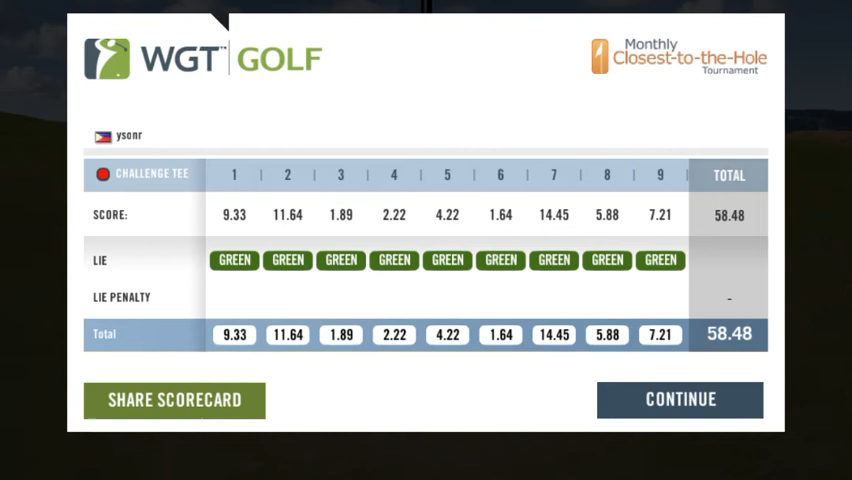 WGT™ GOLF
Monthly
Closest-to-the-Hole
Tournament
ysonr
CHALLENGE TEE 1 2 3 4 5 6 7 8 9 TOTAL
SCORE: 9.33 11.64 1.89 2.22 4.22 1.64 14.45 5.88 7.21 58.48
LIE GREEN GREEN GREEN GREEN GREEN GREEN GREEN GREEN GREEN
LIE PENALTY -
Total 9.33 11.64 1.89 2.22 4.22 1.64 14.45 5.88 7.21 58.48
SHARE SCORECARD CONTINUE